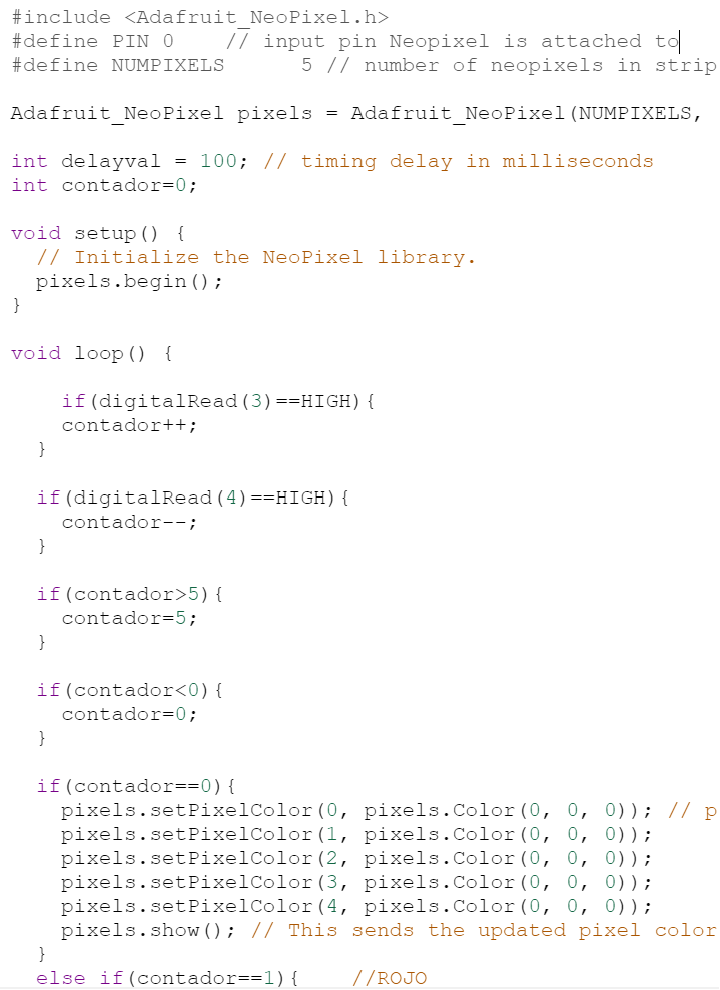 #include <Adafruit_NeoPixel.h>
#define PIN 0    // input pin Neopixel is attached to
#define NUMPIXELS      5 // number of neopixels in strip

Adafruit_NeoPixel pixels = Adafruit_NeoPixel(NUMPIXELS,

int delayval = 100; // timing delay in milliseconds
int contador=0;

void setup() {
  // Initialize the NeoPixel library.
  pixels.begin();
}

void loop() {

    if(digitalRead(3)==HIGH){
    contador++;
  }

  if(digitalRead(4)==HIGH){
    contador--;
  }

  if(contador>5){
    contador=5;
  }

  if(contador<0){
    contador=0;
  }

  if(contador==0){
    pixels.setPixelColor(0, pixels.Color(0, 0, 0)); // p
    pixels.setPixelColor(1, pixels.Color(0, 0, 0));
    pixels.setPixelColor(2, pixels.Color(0, 0, 0));
    pixels.setPixelColor(3, pixels.Color(0, 0, 0));
    pixels.setPixelColor(4, pixels.Color(0, 0, 0));
    pixels.show(); // This sends the updated pixel color
  }
  else if(contador==1){    //ROJO